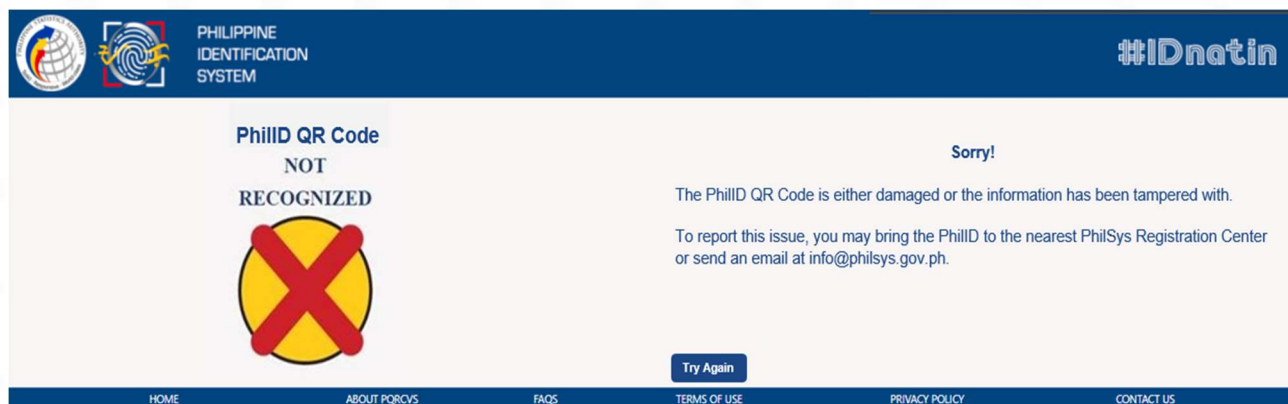 PHILIPPINE
IDENTIFICATION
SYSTEM
#IDnatin
PhilID QR Code
NOT
RECOGNIZED
Sorry!
The PhilID QR Code is either damaged or the information has been tampered with.
To report this issue, you may bring the PhilID to the nearest PhilSys Registration Center
or send an email at info@philsys.gov.ph.
Try Again
HOME
ABOUT PQRCVS
FAQS
TERMS OF USE
PRIVACY POLICY
CONTACT US